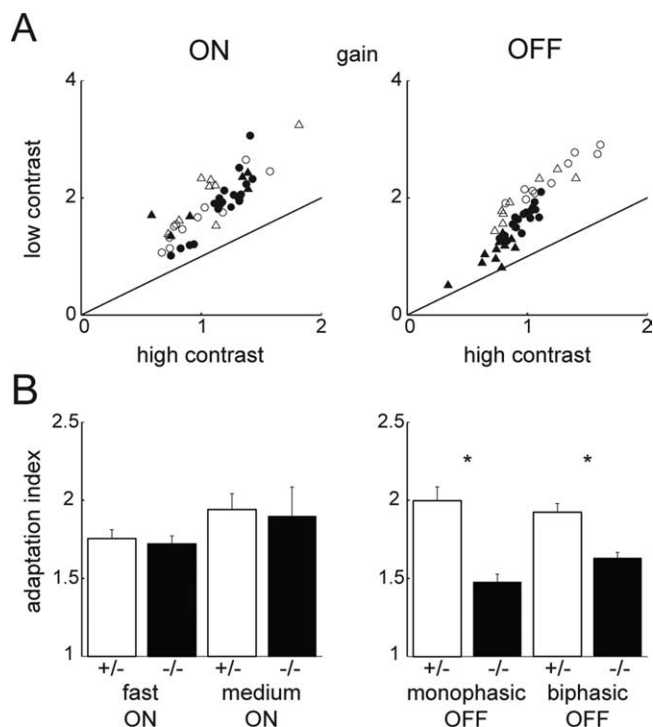 A
ON gain OFF
4 4
low contrast
2 2
0 0
0 1 2 0 1 2
high contrast high contrast
B
2.5 2.5
adaptation index
2 2
* *
1.5 1.5
1 1
+/- -/- +/- -/- +/- -/- +/- -/-
fast medium monophasic biphasic
ON ON OFF OFF